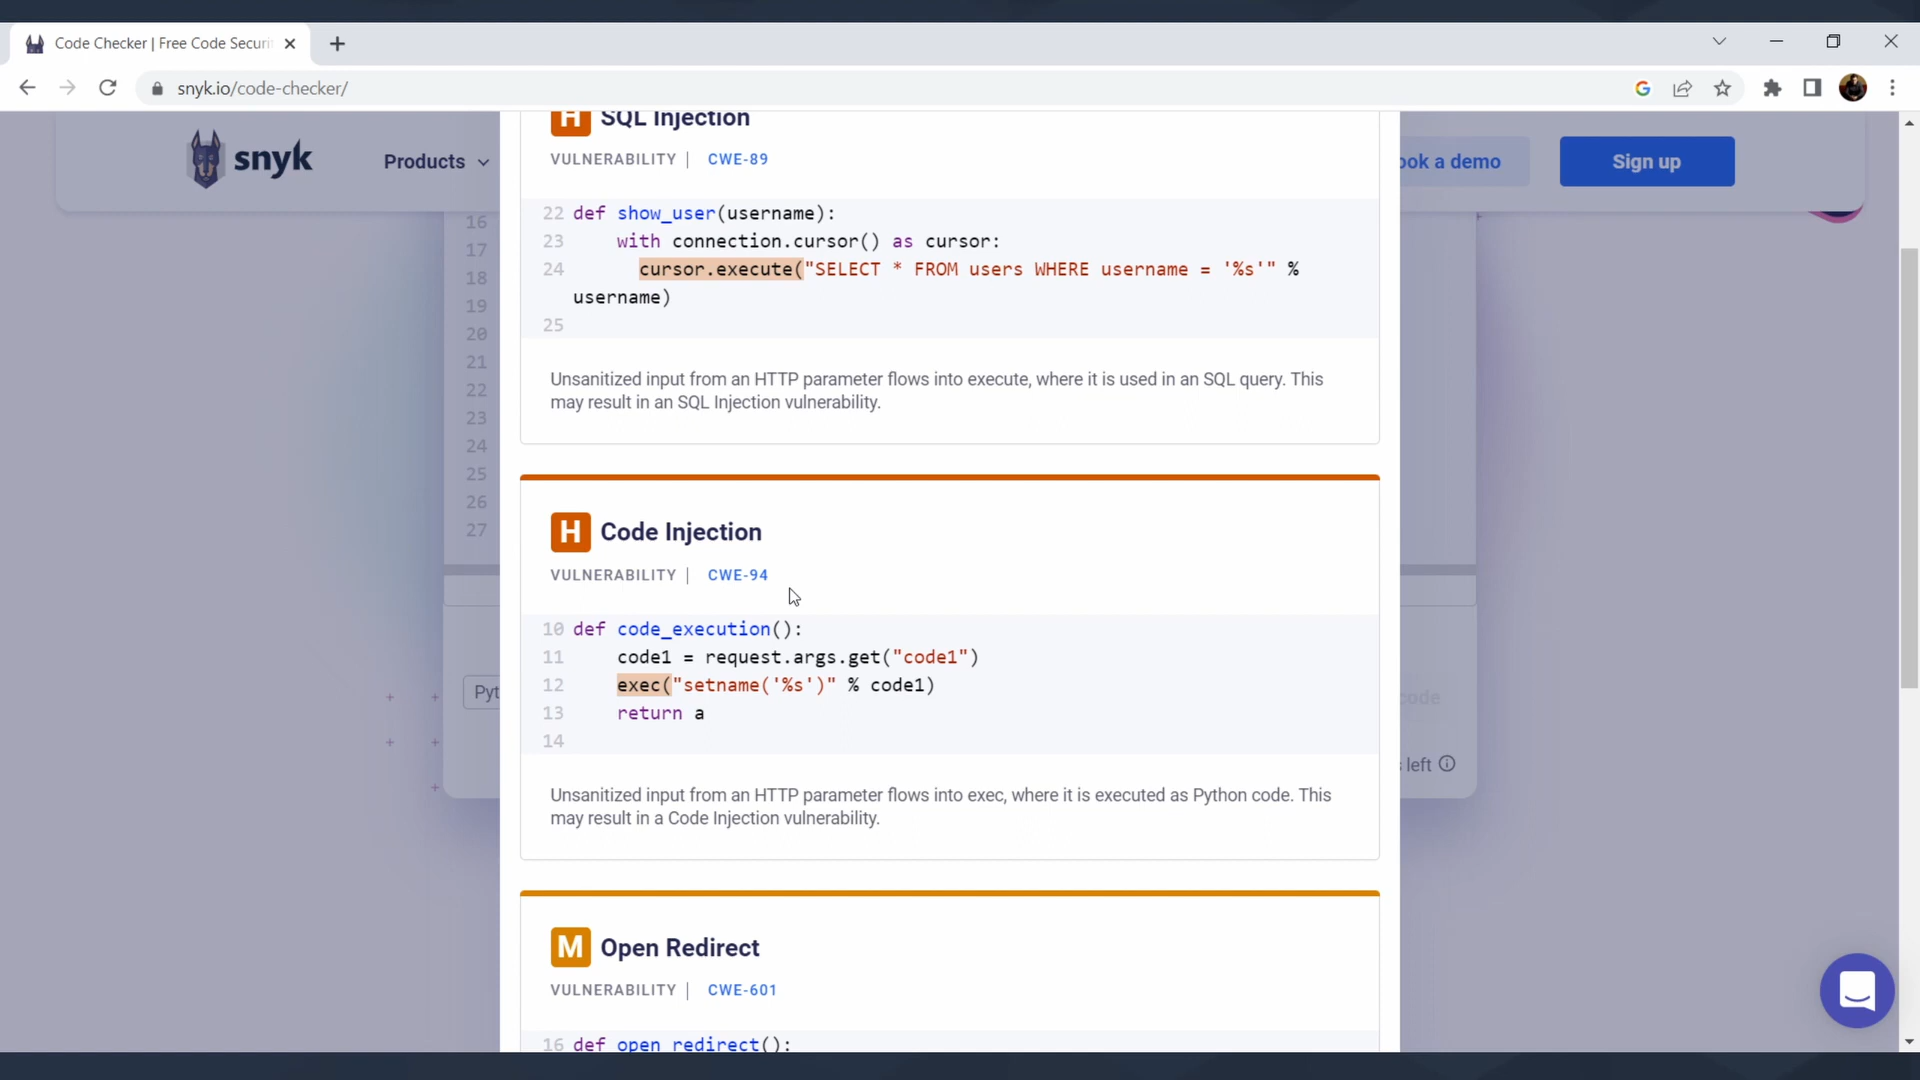 Code Checker | Free Code Securi
snyk.io/code-checker/
snyk
Products
ook a demo
Sign up
H SQL Injection
VULNERABILITY | CWE-89
22 def show_user(username):
23 with connection.cursor() as cursor:
24 cursor.execute("SELECT * FROM users WHERE username = '%s'" %
username)
25
Unsanitized input from an HTTP parameter flows into execute, where it is used in an SQL query. This
may result in an SQL Injection vulnerability.
H Code Injection
VULNERABILITY | CWE-94
10 def code_execution():
11 code1 = request.args.get("code1")
12 exec("setname('%s')" % code1)
13 return a
14
Unsanitized input from an HTTP parameter flows into exec, where it is executed as Python code. This
may result in a Code Injection vulnerability.
M Open Redirect
VULNERABILITY | CWE-601
16 def open_redirect():
16
17
18
19
20
21
22
23
24
25
26
27
Pyt
code
s left